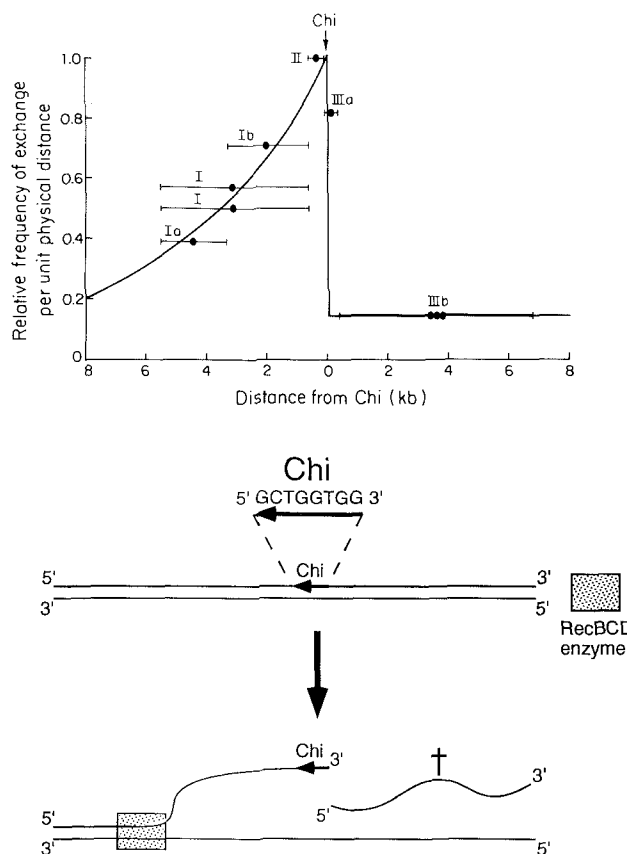 Chi
Relative frequency of exchange
per unit physical distance
1.0
0.8
0.6
0.4
0.2
0
II
IIIa
Ib
I
I
Ia
IIIb
8 6 4 2 0 2 4 6 8
Distance from Chi (kb)
Chi
5' GCTGGTGG 3'
Chi
5' 3'
3' 5'
RecBCD
enzyme
Chi 3'
† 3'
5'
5'
3' 5'